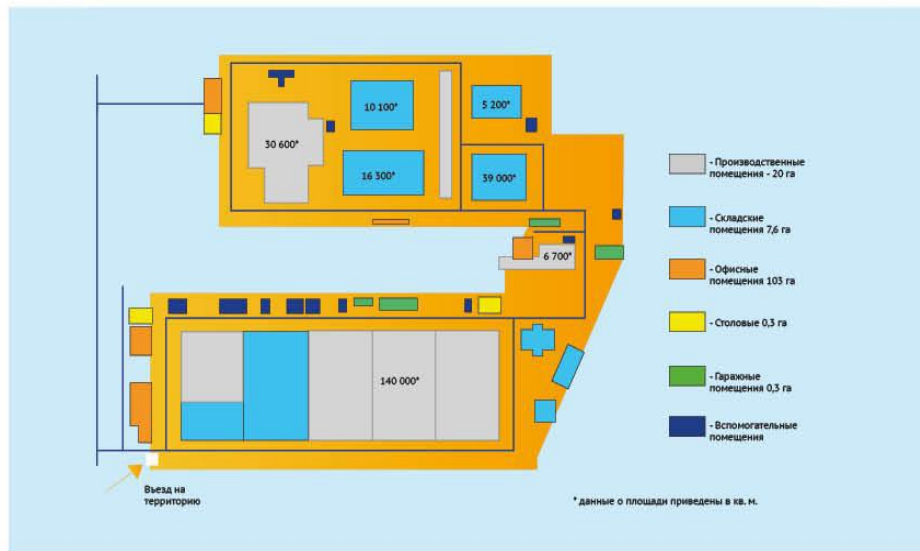 10 100*
5 200*
30 600*
16 300*
39 000*
6 700*
140 000*
- Производственные
помещения - 20 га
- Складские
помещения 7,6 га
- Офисные
помещения 103 га
- Столовые 0,3 га
- Гаражные
помещения 0,3 га
- Вспомогательные
помещения
Въезд на
территорию
* данные о площади приведены в кв. м.